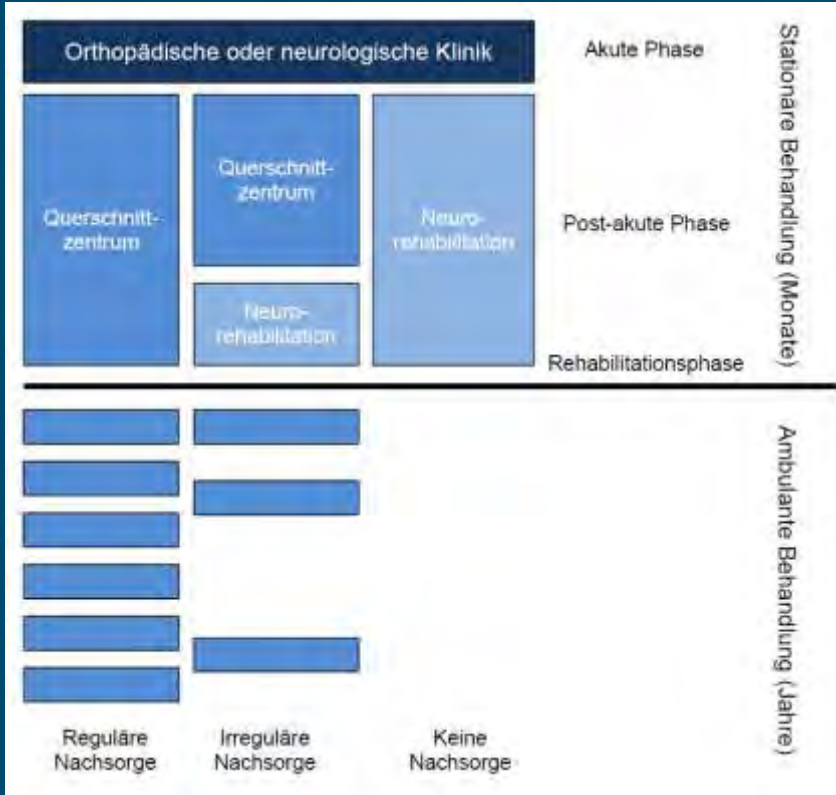 Orthopädische oder neurologische Klinik
Akute Phase
Stationäre Behandlung (Monate)
Querschnitt-
zentrum
Querschnitt-
zentrum
Neuro-
rehabilitation
Neuro-
rehabilitation
Post-akute Phase
Rehabilitationsphase
Ambulante Behandlung (Jahre)
Reguläre
Nachsorge
Irreguläre
Nachsorge
Keine
Nachsorge